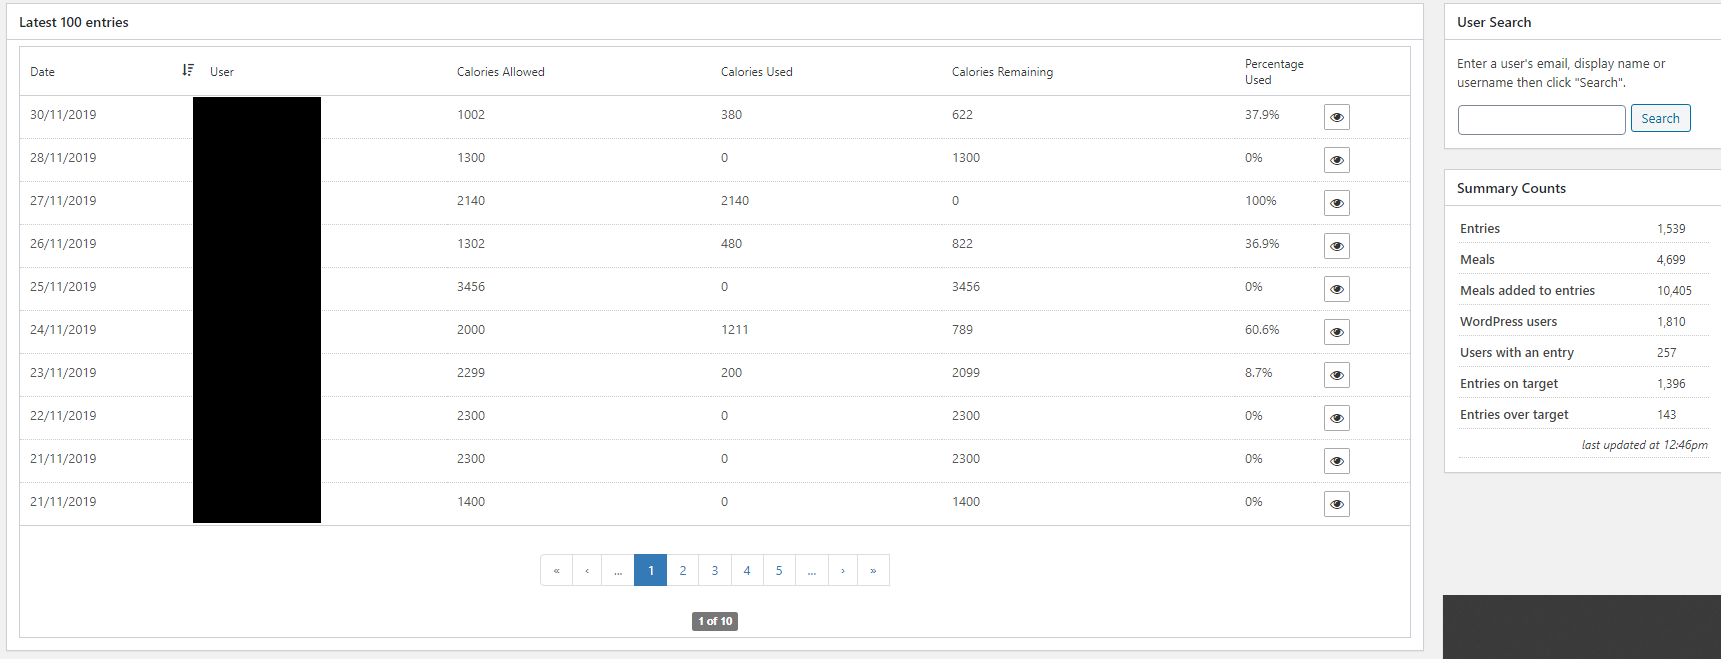 Latest 100 entries
Date User Calories Allowed Calories Used Calories Remaining Percentage Used
30/11/2019 1002 380 622 37.9%
28/11/2019 1300 0 1300 0%
27/11/2019 2140 2140 0 100%
26/11/2019 1302 480 822 36.9%
25/11/2019 3456 0 3456 0%
24/11/2019 2000 1211 789 60.6%
23/11/2019 2299 200 2099 8.7%
22/11/2019 2300 0 2300 0%
21/11/2019 2300 0 2300 0%
21/11/2019 1400 0 1400 0%
« ‹ ... 1 2 3 4 5 ... › »
1 of 10
User Search
Enter a user's email, display name or
username then click "Search".
Search
Summary Counts
Entries 1,539
Meals 4,699
Meals added to entries 10,405
WordPress users 1,810
Users with an entry 257
Entries on target 1,396
Entries over target 143
last updated at 12:46pm